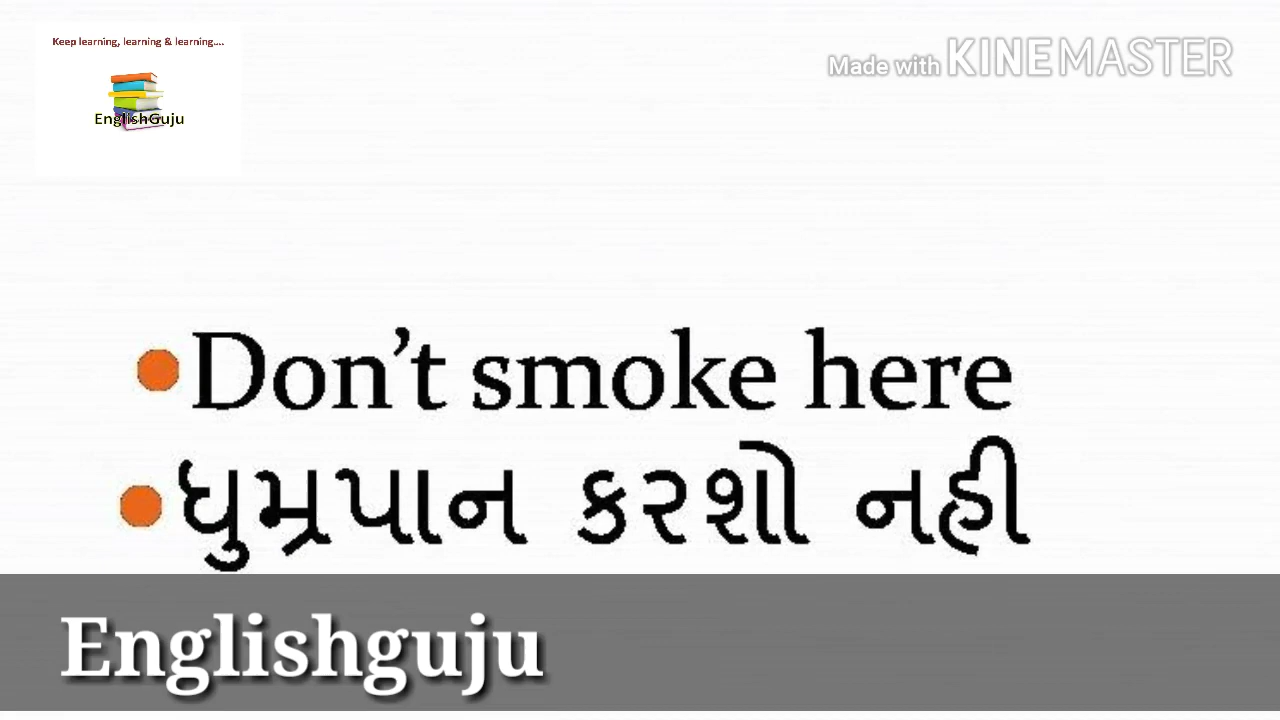 Keep learning, learning & learning....
EnglishGuju
Made with KINEMASTER
Don’t smoke here
ધુમ્રપાન કરશો નહી
Englishguju